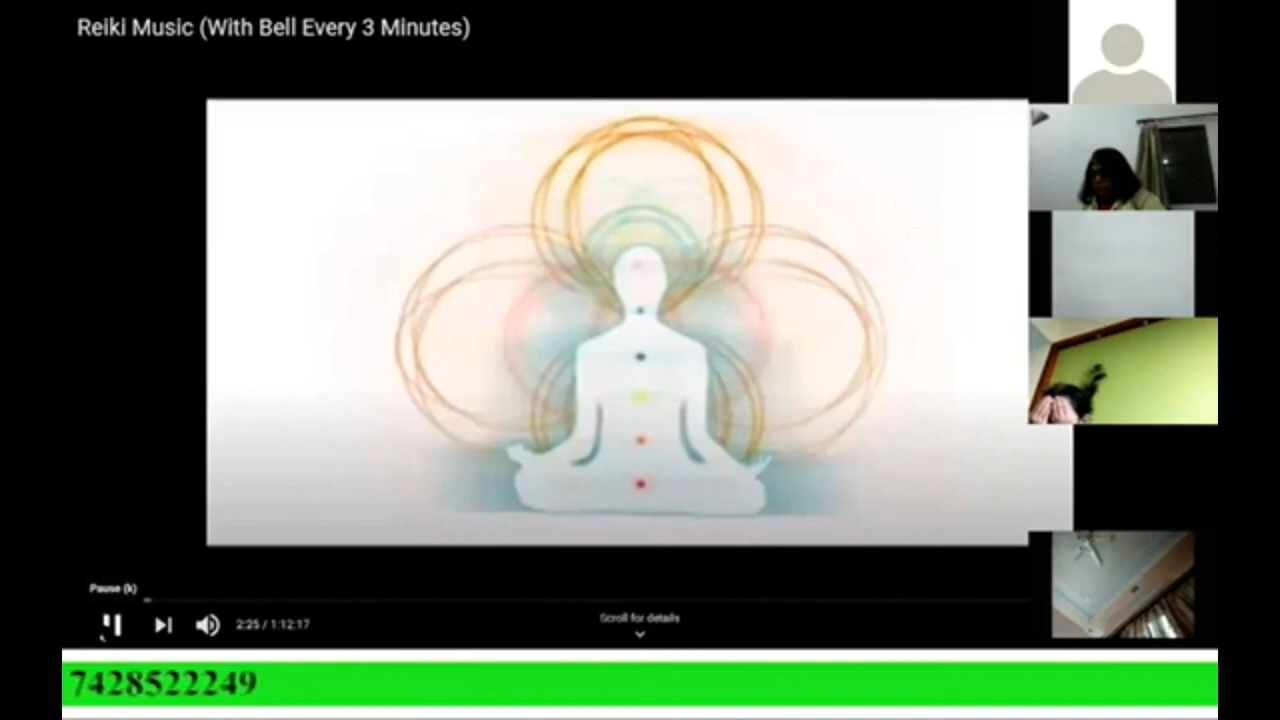 Reiki Music (With Bell Every 3 Minutes)
Pause (k)
2:25 / 1:12:17
Scroll for details
7428522249